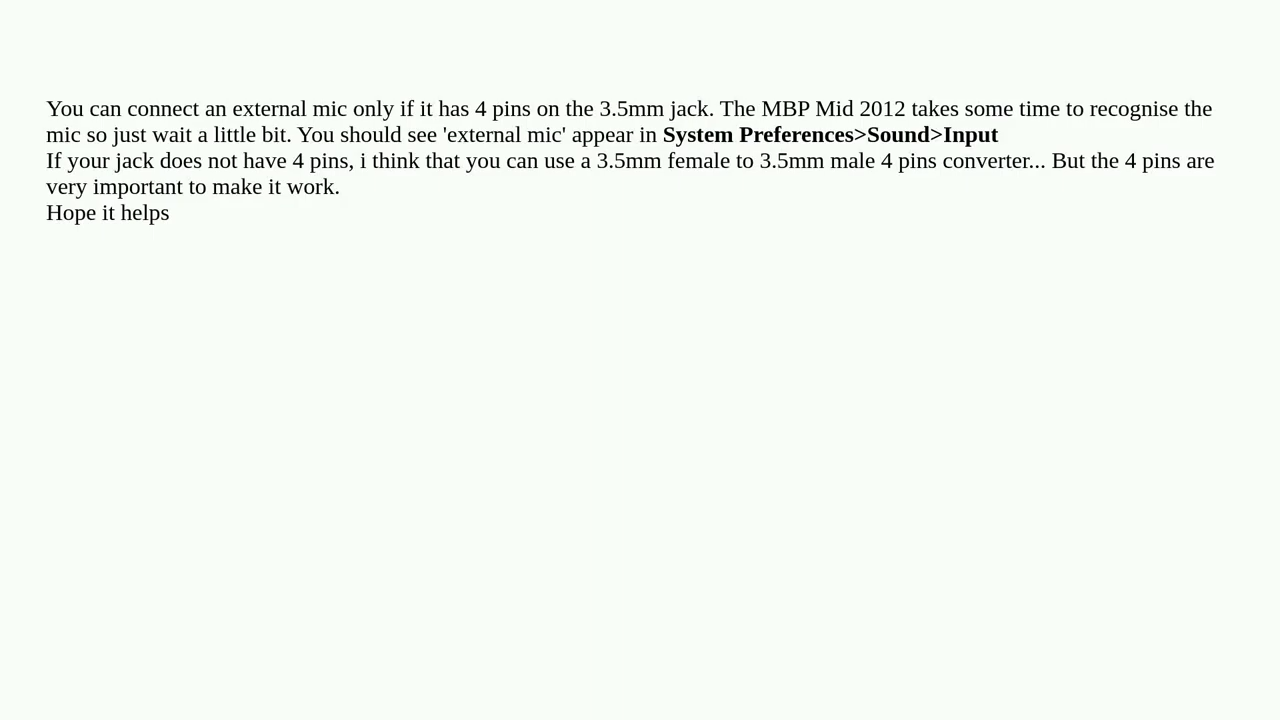 You can connect an external mic only if it has 4 pins on the 3.5mm jack. The MBP Mid 2012 takes some time to recognise the
mic so just wait a little bit. You should see 'external mic' appear in System Preferences>Sound>Input
If your jack does not have 4 pins, i think that you can use a 3.5mm female to 3.5mm male 4 pins converter... But the 4 pins are
very important to make it work.
Hope it helps